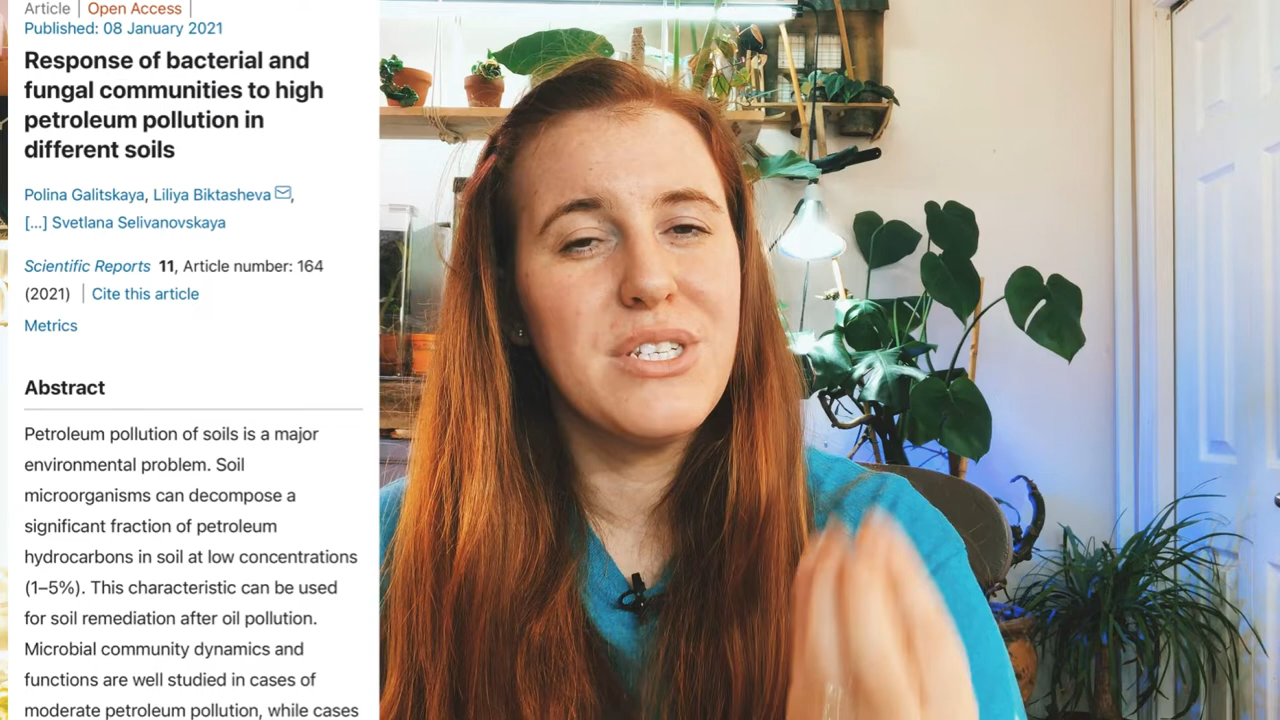 Article | Open Access |
Published: 08 January 2021
Response of bacterial and
fungal communities to high
petroleum pollution in
different soils
Polina Galitskaya, Liliya Biktasheva,
[...] Svetlana Selivanovskaya
Scientific Reports 11, Article number: 164
(2021) | Cite this article
Metrics
Abstract
Petroleum pollution of soils is a major
environmental problem. Soil
microorganisms can decompose a
significant fraction of petroleum
hydrocarbons in soil at low concentrations
(1–5%). This characteristic can be used
for soil remediation after oil pollution.
Microbial community dynamics and
functions are well studied in cases of
moderate petroleum pollution, while cases